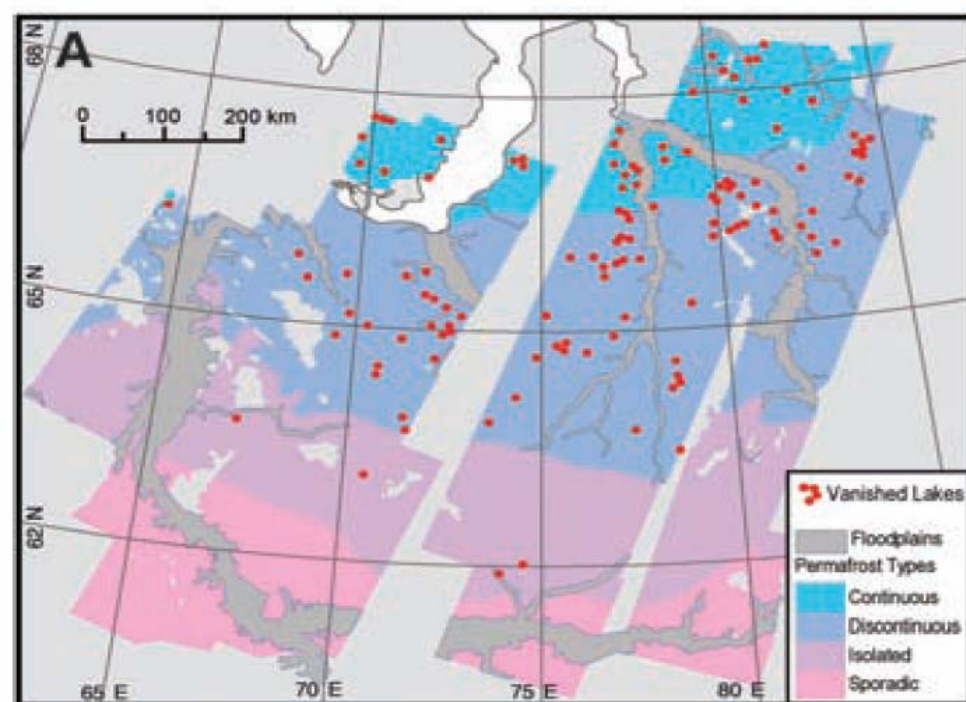 A
68 N
0 100 200 km
65 N
62 N
65 E
70 E
75 E
80 E
Vanished Lakes
Floodplains
Permafrost Types
Continuous
Discontinuous
Isolated
Sporadic